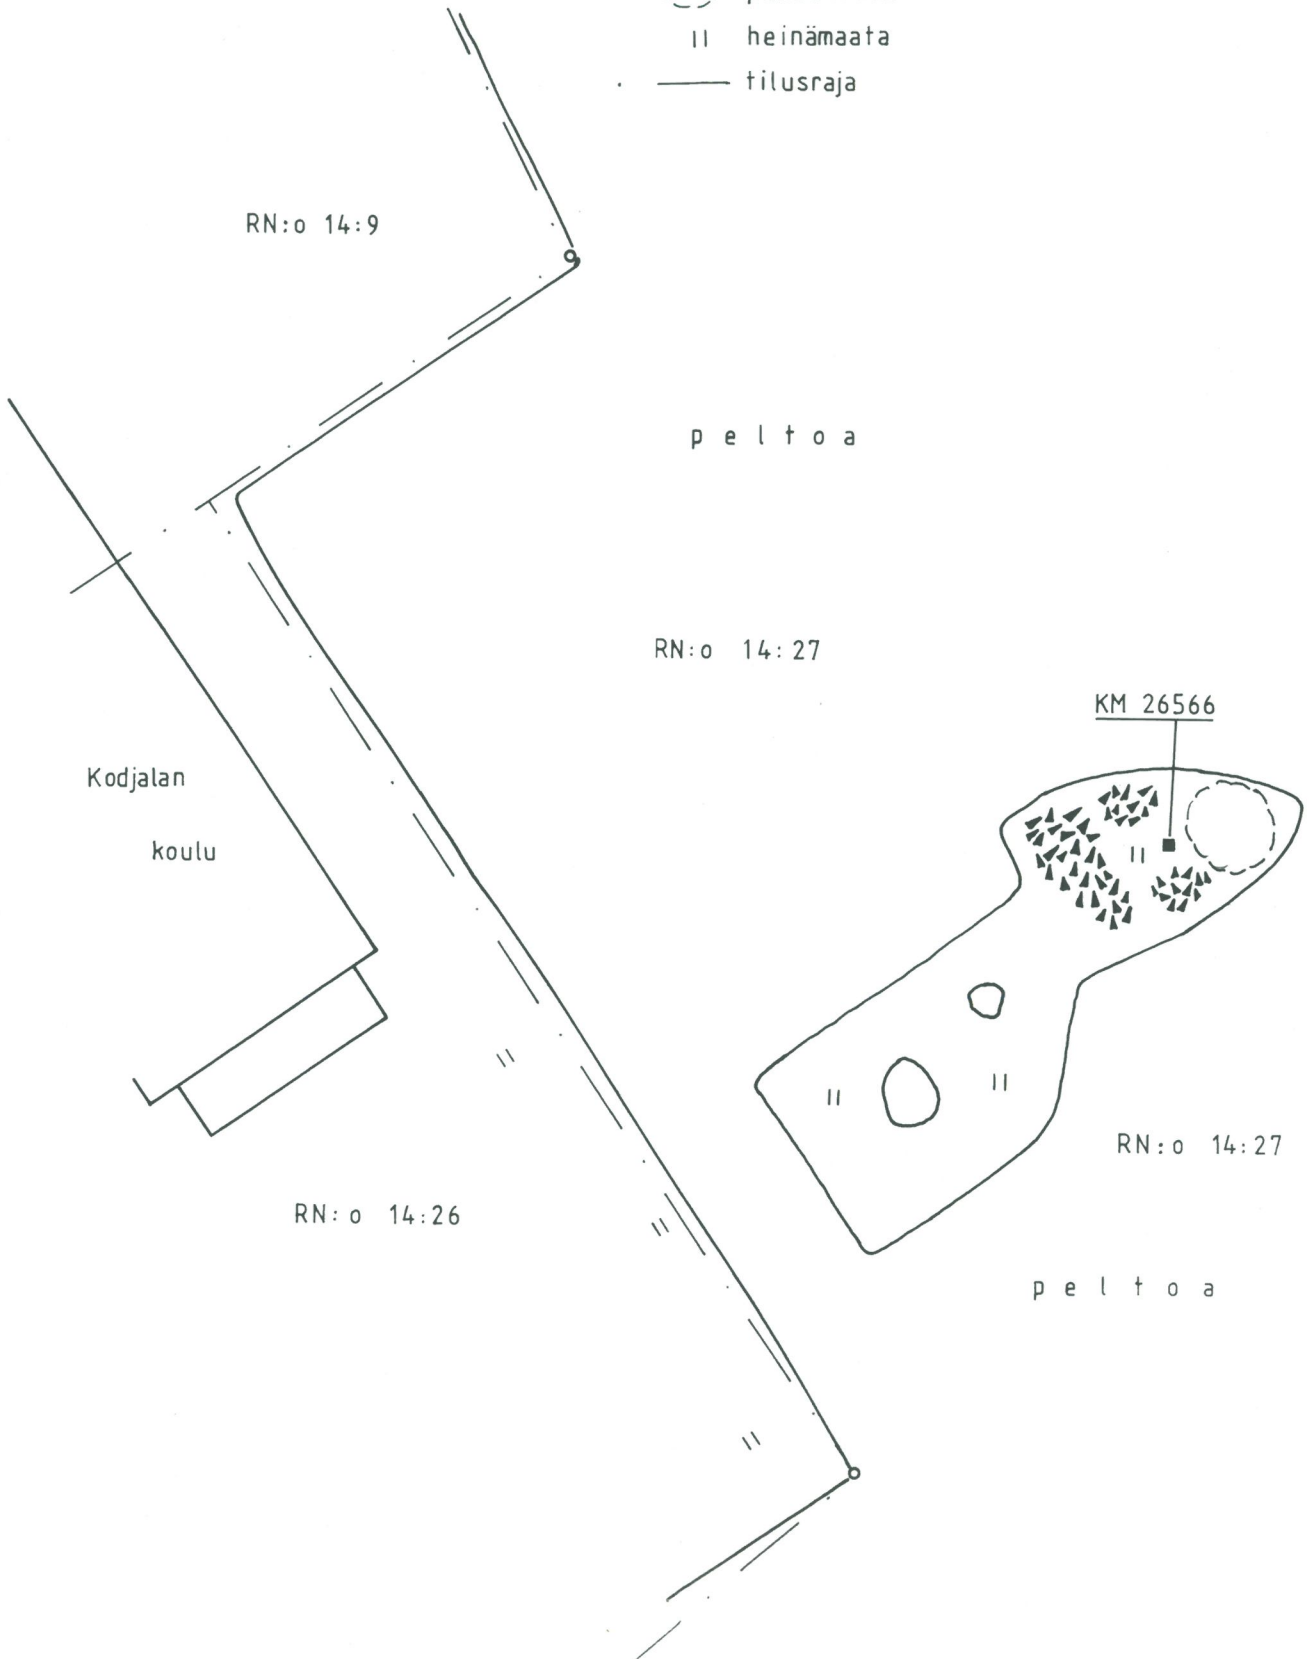 heinämaata
tilusraja
RN:o 14:9
peltoa
RN:o 14:27
KM 26566
Kodjalan
koulu
RN:o 14:27
RN:o 14:26
peltoa